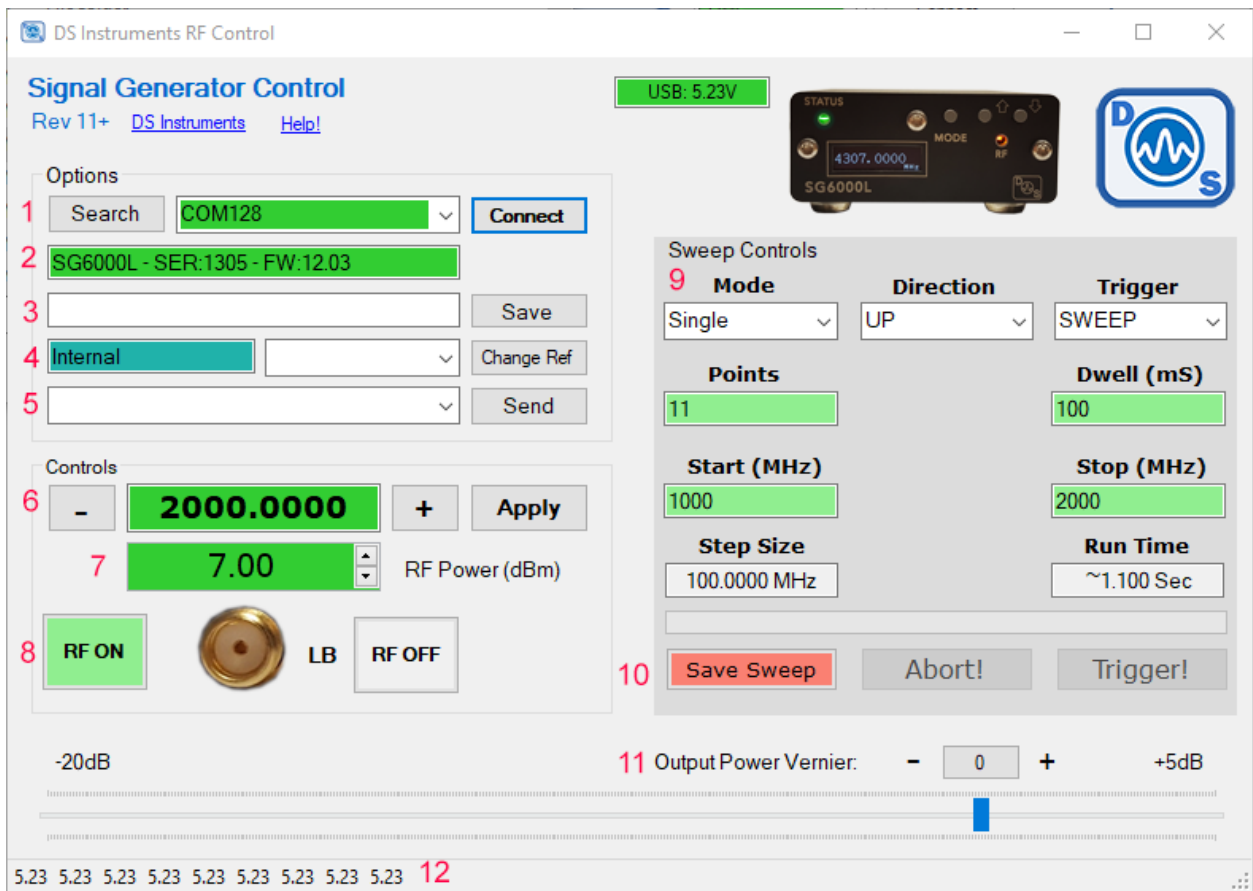 DS Instruments RF Control
Signal Generator Control
USB: 5.23V
Rev 11+ DS Instruments Help!
STATUS
MODE
RF
4307.0000
MHz
SG6000L
D
S
D
S
Options
1 Search COM128 Connect
2 SG6000L - SER:1305 - FW:12.03
3 Save
4 Internal Change Ref
5 Send
Controls
6 - 2000.0000 + Apply
7 7.00 RF Power (dBm)
8 RF ON LB RF OFF
Sweep Controls
9 Mode Direction Trigger
Single UP SWEEP
Points Dwell (mS)
11 100
Start (MHz) Stop (MHz)
1000 2000
Step Size Run Time
100.0000 MHz ~1.100 Sec
10 Save Sweep Abort! Trigger!
-20dB 11 Output Power Vernier: - 0 + +5dB
5.23 5.23 5.23 5.23 5.23 5.23 5.23 5.23 5.23 12